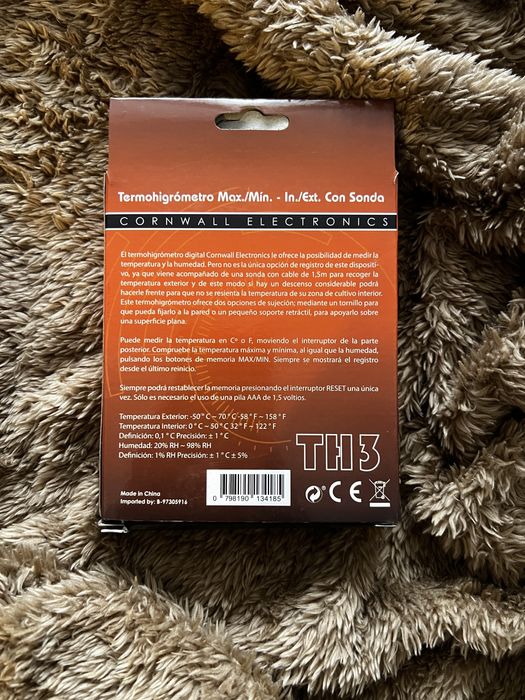 Termohigrómetro Max./Mín. - In./Ext. Con Sonda
CORNWALL ELECTRONICS
El termohigrómetro digital Cornwall Electronics le ofrece la posibilidad de medir la
temperatura y la humedad. Pero no es la única opción de registro de este dispositi-
vo, ya que viene acompañado de una sonda con cable de 1,5m para recoger la
temperatura exterior y de este modo si hay un descenso considerable podrá
hacerle frente para que no se resienta la temperatura de su zona de cultivo interior.
Este termohigrómetro ofrece dos opciones de sujeción; mediante un tornillo para
que pueda fijarlo a la pared o un pequeño soporte retráctil, para apoyarlo sobre
una superficie plana.
Puede medir la temperatura en Cº o F, moviendo el interruptor de la parte
posterior. Compruebe la temperatura máxima y mínima, al igual que la humedad,
pulsando los botones de memoria MAX/MIN. Siempre se mostrará el registro
desde el último reinicio.
Siempre podrá restablecer la memoria presionando el interruptor RESET una única
vez. Sólo es necesario el uso de una pila AAA de 1,5 voltios.
Temperatura Exterior: -50 ° C ~ 70 ° C -58 ° F ~ 158 ° F
Temperatura Interior: 0 ° C ~ 50 ° C 32 ° F ~ 122 ° F
Definición: 0,1 ° C Precisión: ± 1 ° C
Humedad: 20% RH ~ 98% RH
Definición: 1% RH Precisión: ± 1 ° C ± 5%
TH3
Made in China
Imported by: B-97305916
0 798190 134185
CE